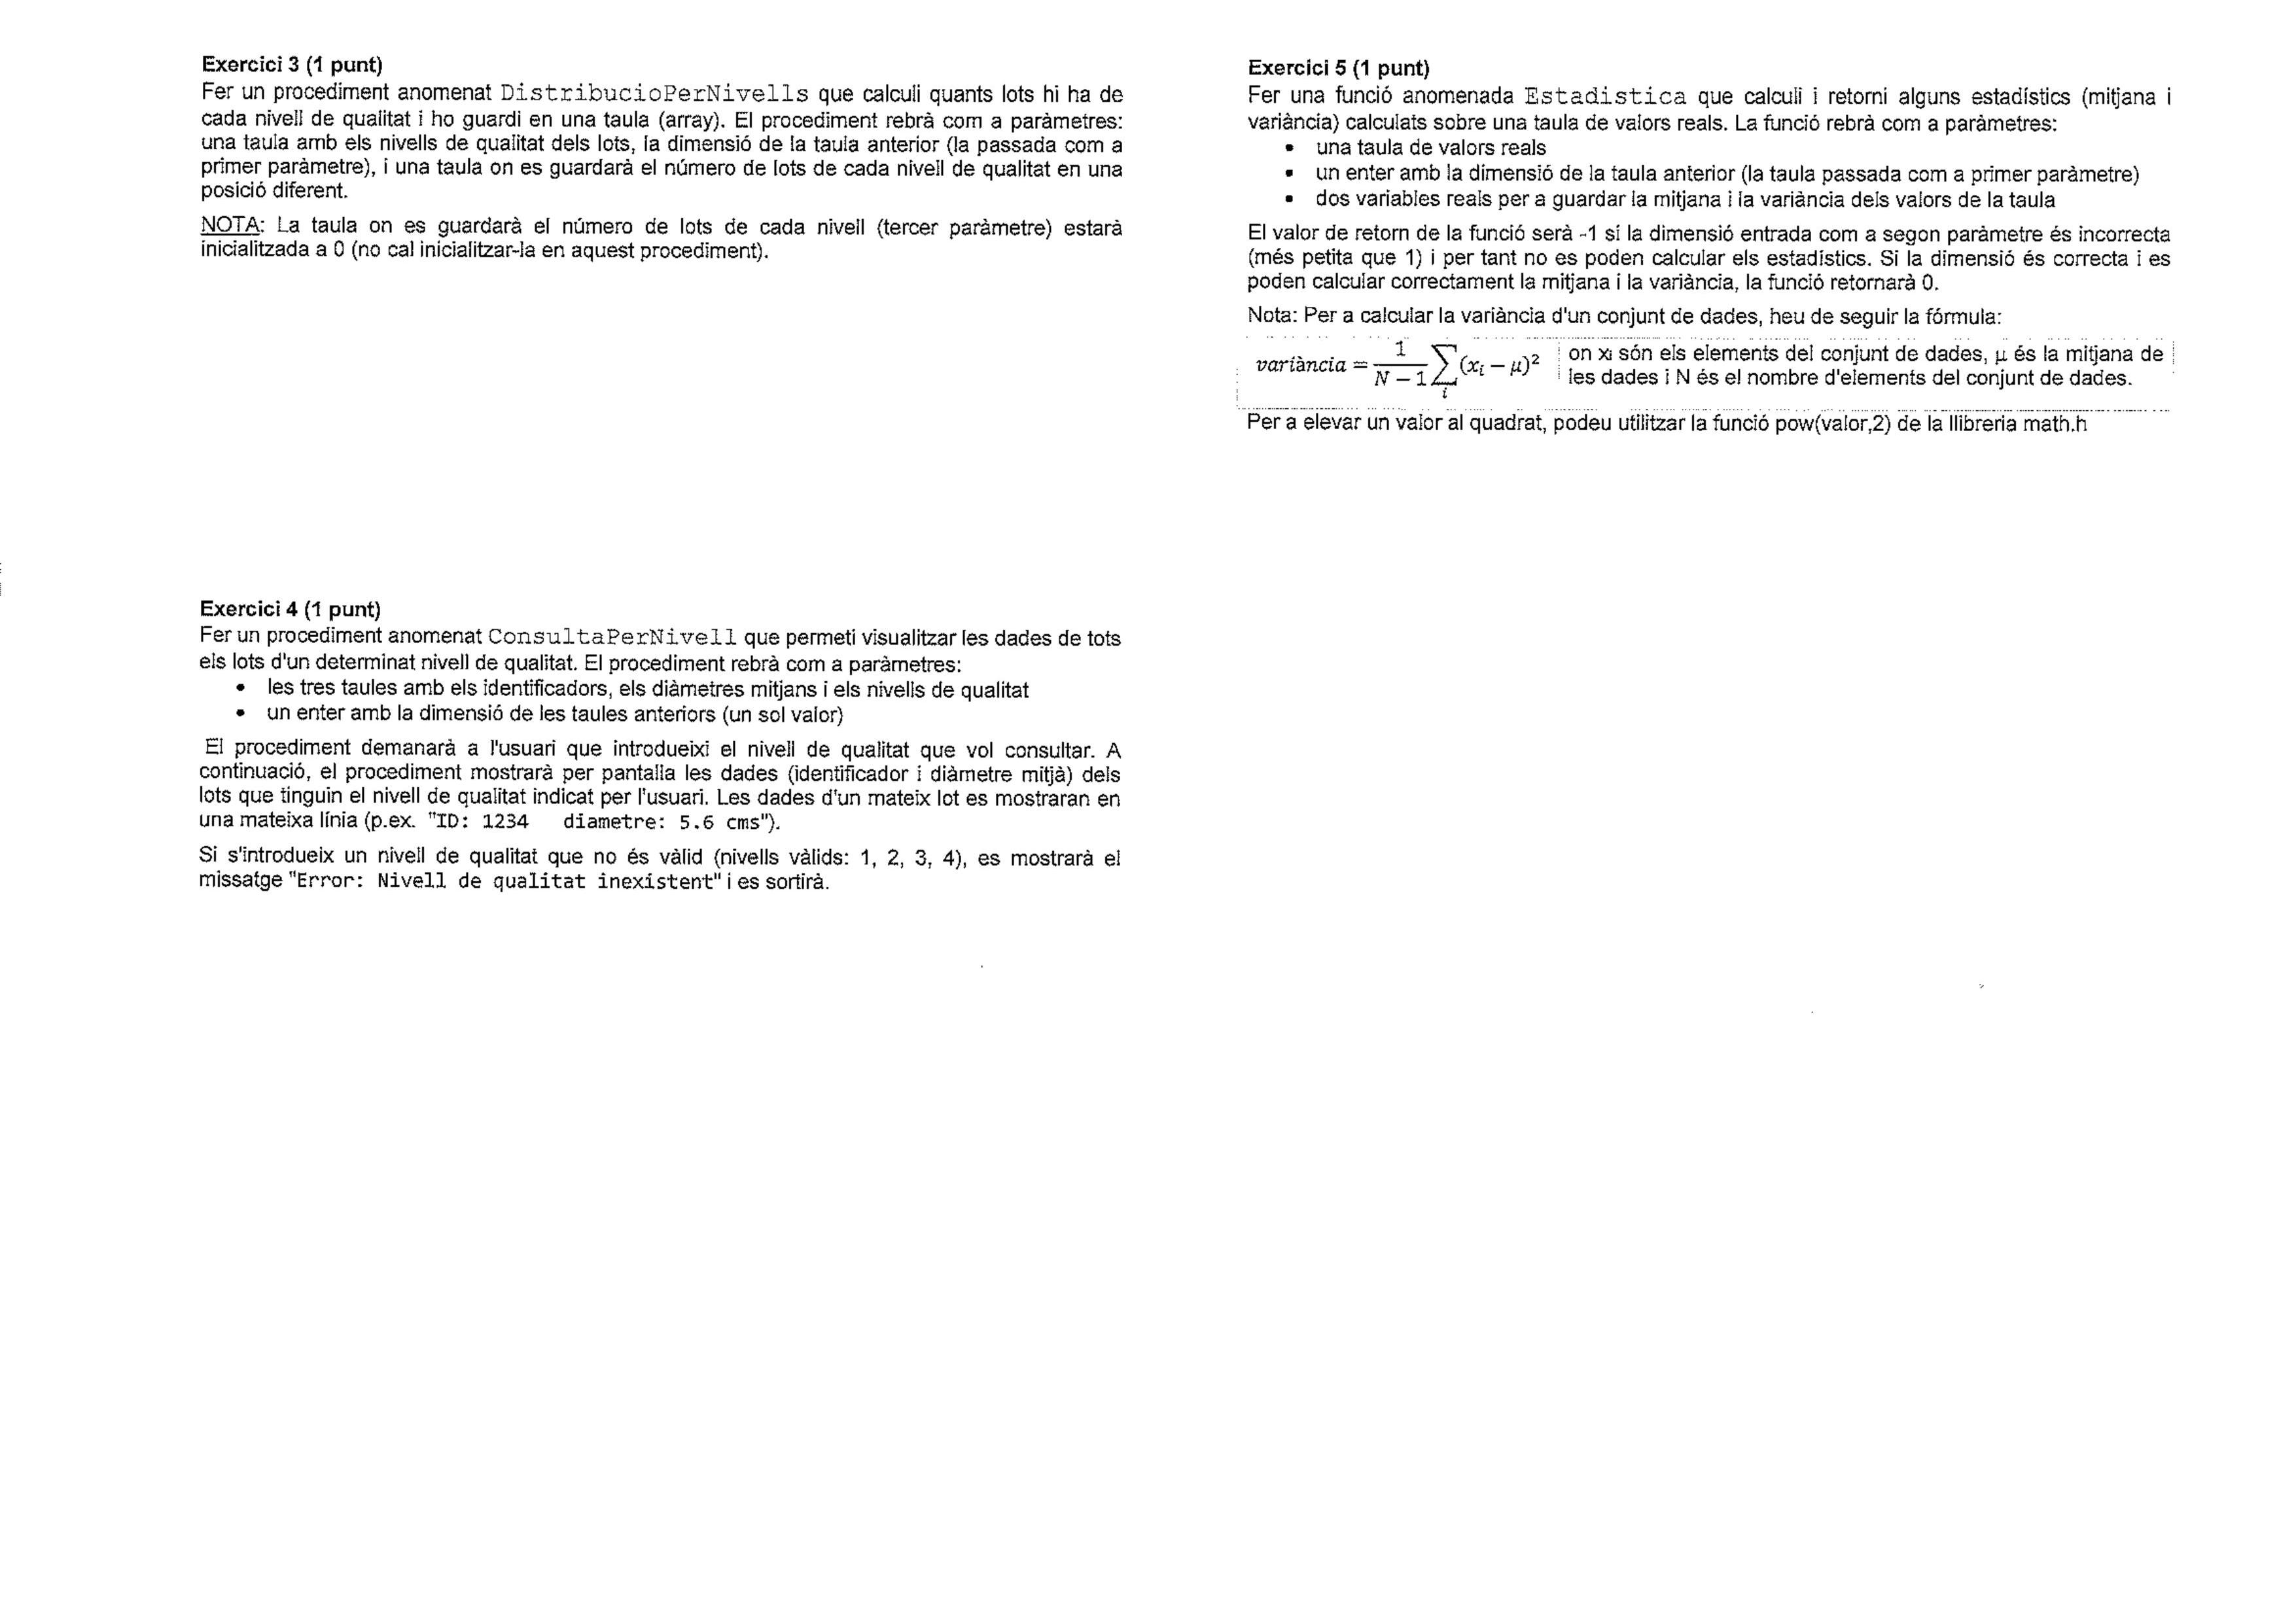 Exercici 3 (1 punt)
Fer un procediment anomenat DistribucioPerNivells que calculi quants lots hi ha de
cada nivell de qualitat i ho guardi en una taula (array). El procediment rebrà com a paràmetres:
una taula amb els nivells de qualitat dels lots, la dimensió de la taula anterior (la passada com a
primer paràmetre), i una taula on es guardarà el número de lots de cada nivell de qualitat en una
posició diferent.
NOTA: La taula on es guardarà el número de lots de cada nivell (tercer paràmetre) estarà
inicialitzada a 0 (no cal inicialitzar-la en aquest procediment).
Exercici 4 (1 punt)
Fer un procediment anomenat ConsultaPerNivell que permeti visualitzar les dades de tots
els lots d'un determinat nivell de qualitat. El procediment rebrà com a paràmetres:
• les tres taules amb els identificadors, els diàmetres mitjans i els nivells de qualitat
• un enter amb la dimensió de les taules anteriors (un sol valor)
El procediment demanarà a l'usuari que introdueixi el nivell de qualitat que vol consultar. A
continuació, el procediment mostrarà per pantalla les dades (identificador i diàmetre mitjà) dels
lots que tinguin el nivell de qualitat indicat per l'usuari. Les dades d'un mateix lot es mostraran en
una mateixa línia (p.ex. "ID: 1234   diametre: 5.6 cms").
Si s'introdueix un nivell de qualitat que no és vàlid (nivells vàlids: 1, 2, 3, 4), es mostrarà el
missatge "Error: Nivell de qualitat inexistent" i es sortirà.
Exercici 5 (1 punt)
Fer una funció anomenada Estadistica que calculi i retorni alguns estadístics (mitjana i
variància) calculats sobre una taula de valors reals. La funció rebrà com a paràmetres:
• una taula de valors reals
• un enter amb la dimensió de la taula anterior (la taula passada com a primer paràmetre)
• dos variables reals per a guardar la mitjana i la variància dels valors de la taula
El valor de retorn de la funció serà -1 si la dimensió entrada com a segon paràmetre és incorrecta
(més petita que 1) i per tant no es poden calcular els estadístics. Si la dimensió és correcta i es
poden calcular correctament la mitjana i la variància, la funció retornarà 0.
Nota: Per a calcular la variància d'un conjunt de dades, heu de seguir la fórmula:
variància = 1/(N − 1) ∑i (xi − μ)²
on xi són els elements del conjunt de dades, μ és la mitjana de
les dades i N és el nombre d'elements del conjunt de dades.
Per a elevar un valor al quadrat, podeu utilitzar la funció pow(valor,2) de la llibreria math.h